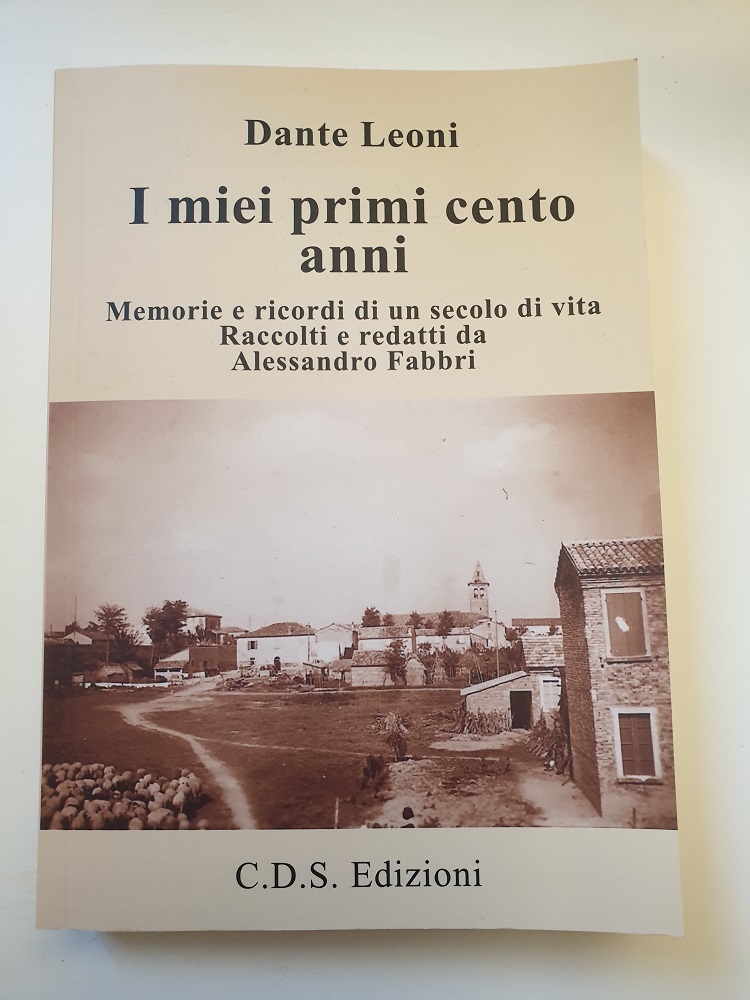 Dante Leoni
I miei primi cento
anni
Memorie e ricordi di un secolo di vita
Raccolti e redatti da
Alessandro Fabbri
C.D.S. Edizioni